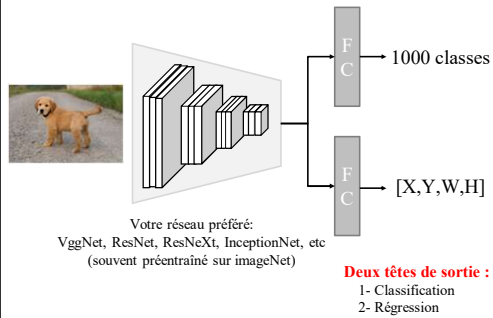 F
C
1000 classes
F
C
[X,Y,W,H]
Votre réseau préféré:
VggNet, ResNet, ResNeXt, InceptionNet, etc
(souvent préentraîné sur imageNet)
Deux têtes de sortie :
1- Classification
2- Régression